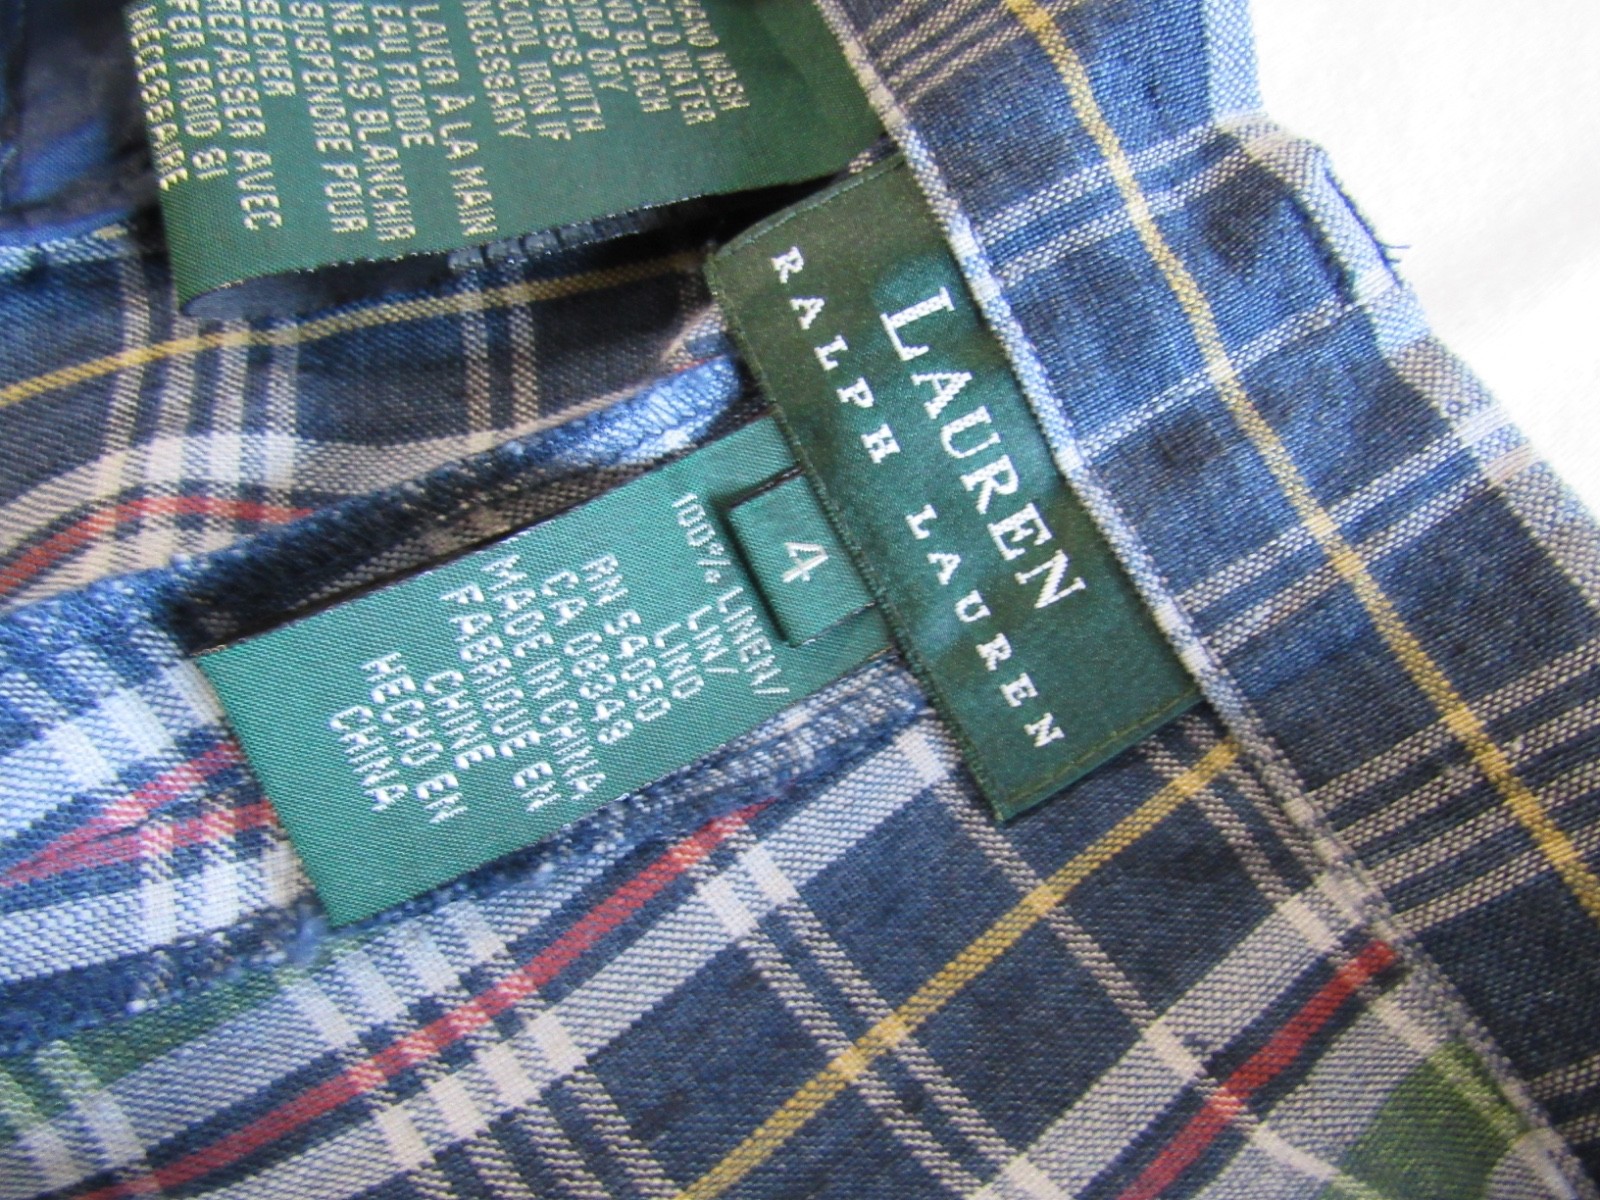 HAND WASH
COLD WATER
NO BLEACH
DRIP DRY
PRESS WITH
COOL IRON IF
NECESSARY
LAVER À LA MAIN
EAU FROIDE
NE PAS BLANCHIR
SUSPENDRE POUR
SECHER
REPASSER AVEC
FER FROID SI
NECESSAIRE
LAUREN
RALPH LAUREN
4
100% LINEN/
LIN/
LINO
RN 54050
CA 08349
MADE IN CHINA
FABRIQUE EN
CHINE
HECHO EN
CHINA